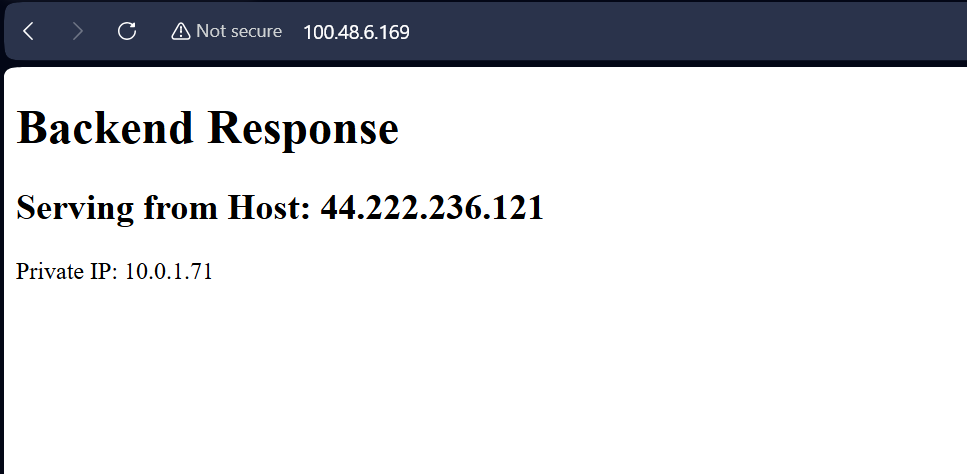 Not secure 100.48.6.169
Backend Response
Serving from Host: 44.222.236.121
Private IP: 10.0.1.71